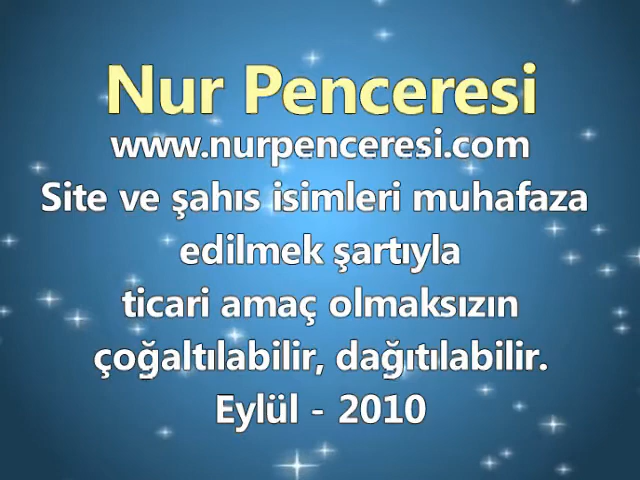 Nur Penceresi
www.nurpenceresi.com
Site ve şahıs isimleri muhafaza
edilmek şartıyla
ticari amaç olmaksızın
çoğaltılabilir, dağıtılabilir.
Eylül - 2010